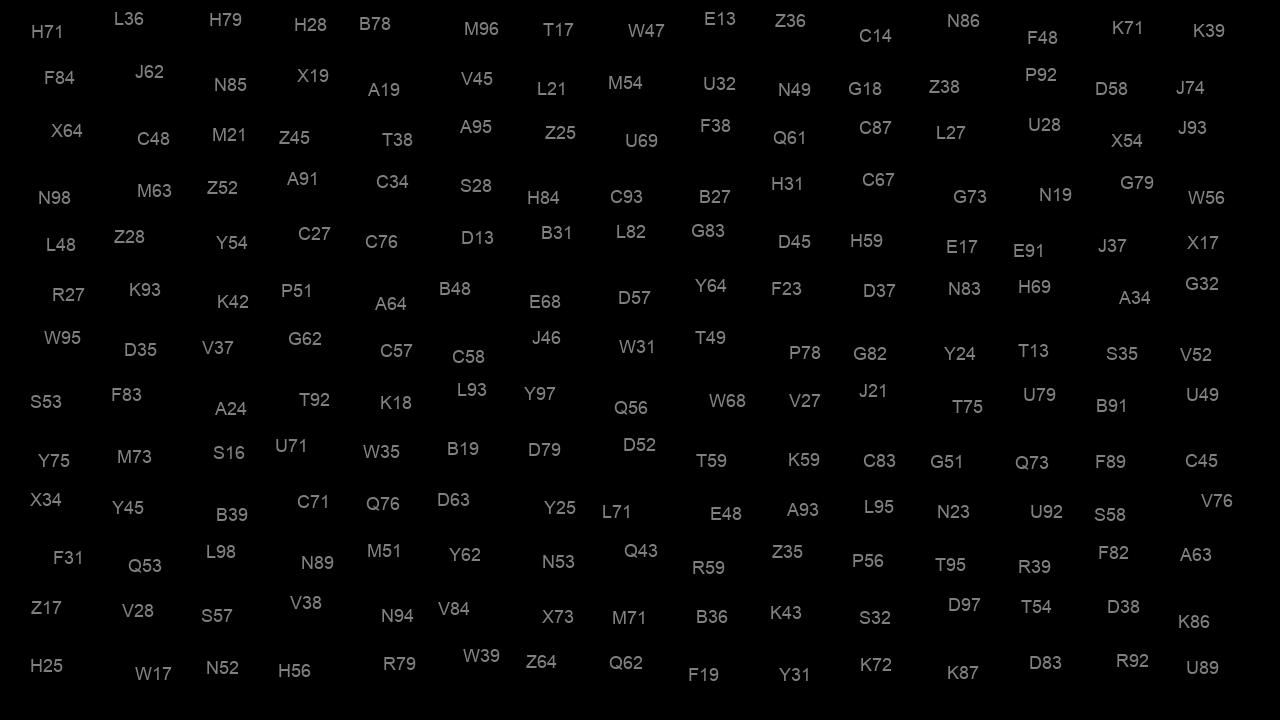 H71 L36 H79 H28 B78 M96 T17 W47 E13 Z36 C14 N86 F48 K71 K39
F84 J62 N85 X19 A19 V45 L21 M54 U32 N49 G18 Z38 P92 D58 J74
X64 C48 M21 Z45 T38 A95 Z25 U69 F38 Q61 C87 L27 U28 X54 J93
N98 M63 Z52 A91 C34 S28 H84 C93 B27 H31 C67 G73 N19 G79 W56
L48 Z28 Y54 C27 C76 D13 B31 L82 G83 D45 H59 E17 E91 J37 X17
R27 K93 K42 P51 A64 B48 E68 D57 Y64 F23 D37 N83 H69 A34 G32
W95 D35 V37 G62 C57 C58 J46 W31 T49 P78 G82 Y24 T13 S35 V52
S53 F83 A24 T92 K18 L93 Y97 Q56 W68 V27 J21 T75 U79 B91 U49
Y75 M73 S16 U71 W35 B19 D79 D52 T59 K59 C83 G51 Q73 F89 C45
X34 Y45 B39 C71 Q76 D63 Y25 L71 E48 A93 L95 N23 U92 S58 V76
F31 Q53 L98 N89 M51 Y62 N53 Q43 R59 Z35 P56 T95 R39 F82 A63
Z17 V28 S57 V38 N94 V84 X73 M71 B36 K43 S32 D97 T54 D38 K86
H25 W17 N52 H56 R79 W39 Z64 Q62 F19 Y31 K72 K87 D83 R92 U89